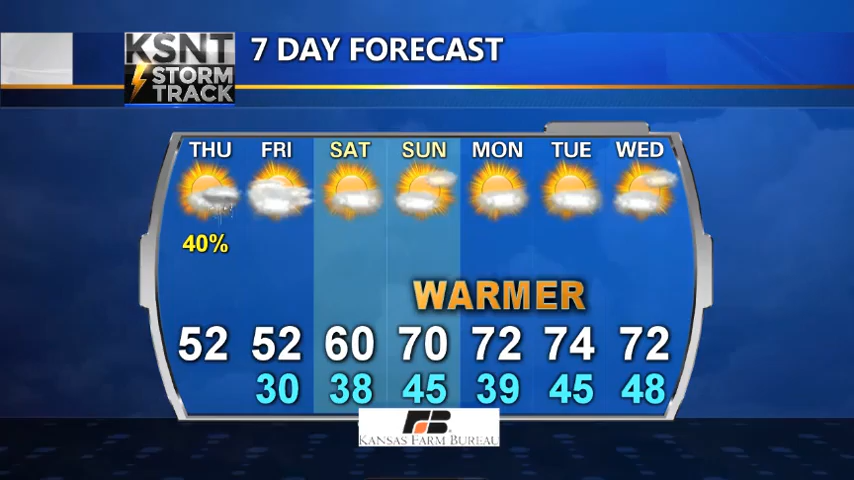 KSNT
STORM
TRACK
7 DAY FORECAST
THU FRI SAT SUN MON TUE WED
40%
WARMER
52 52 60 70 72 74 72
30 38 45 39 45 48
FB
KANSAS FARM BUREAU